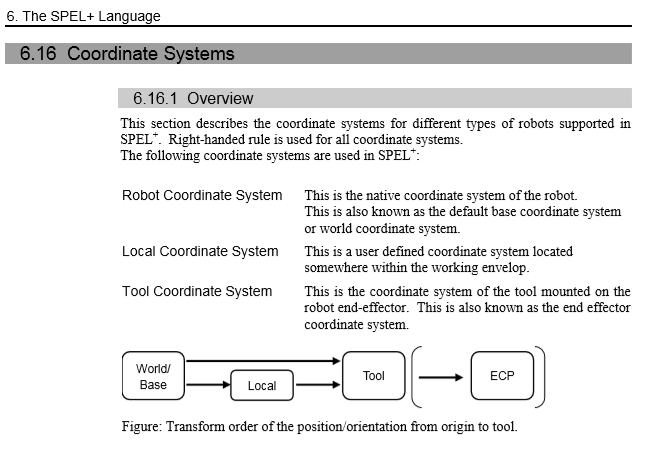 6. The SPEL+ Language
6.16 Coordinate Systems
6.16.1 Overview
This section describes the coordinate systems for different types of robots supported in
SPEL+. Right-handed rule is used for all coordinate systems.
The following coordinate systems are used in SPEL+:
Robot Coordinate System This is the native coordinate system of the robot.
This is also known as the default base coordinate system
or world coordinate system.
Local Coordinate System This is a user defined coordinate system located
somewhere within the working envelop.
Tool Coordinate System This is the coordinate system of the tool mounted on the
robot end-effector. This is also known as the end effector
coordinate system.
World/
Base
Local
Tool
ECP
Figure: Transform order of the position/orientation from origin to tool.